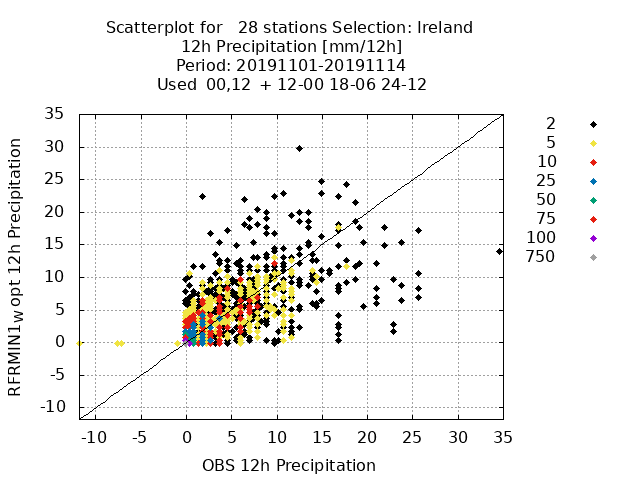 Scatterplot for   28 stations Selection: Ireland
12h Precipitation [mm/12h]
Period: 20191101-20191114
Used  00,12  + 12-00 18-06 24-12
35
30
25
20
15
10
5
0
-5
-10
RFRMIN1W opt 12h Precipitation
-10 -5 0 5 10 15 20 25 30 35
OBS 12h Precipitation
2
5
10
25
50
75
100
750